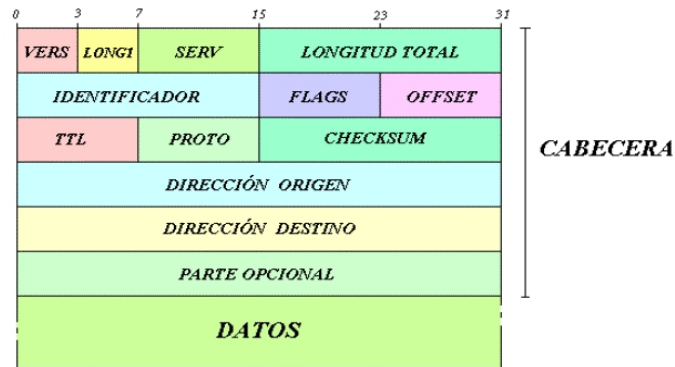 0 3 7 15 23 31
VERS LONG1 SERV LONGITUD TOTAL
IDENTIFICADOR FLAGS OFFSET
TTL PROTO CHECKSUM
CABECERA
DIRECCIÓN ORIGEN
DIRECCIÓN DESTINO
PARTE OPCIONAL
DATOS